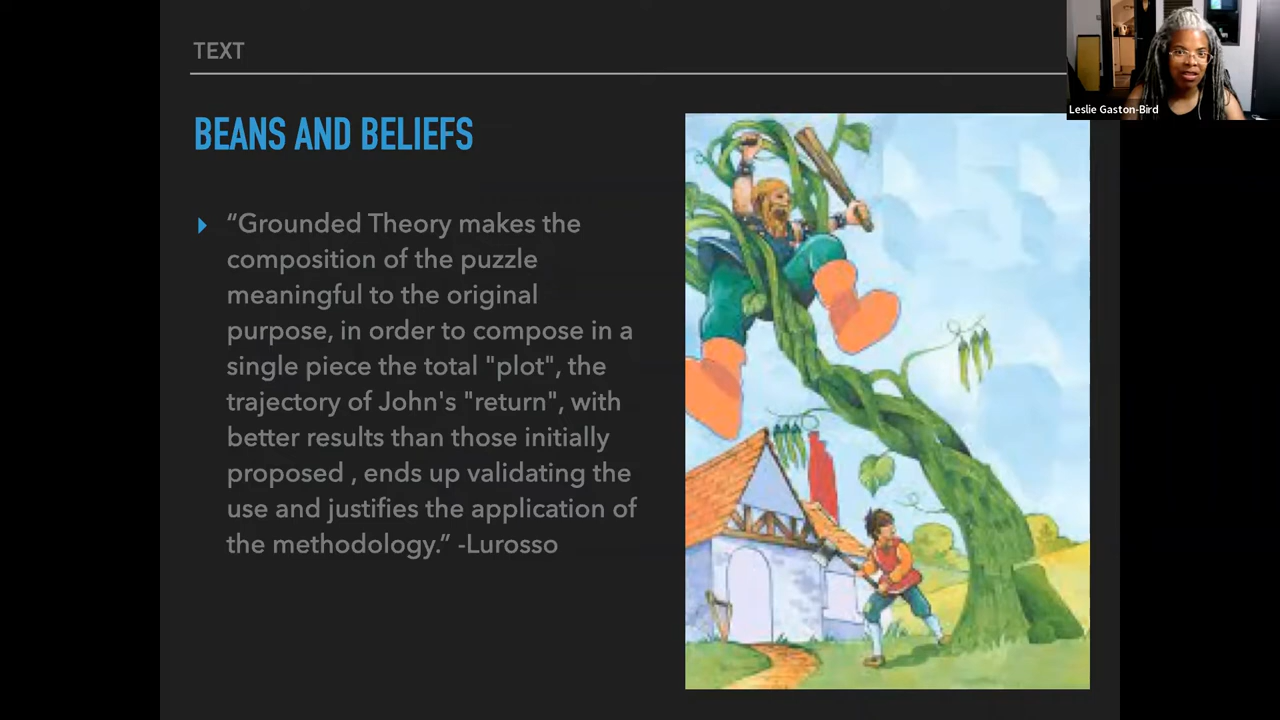 TEXT
Leslie Gaston-Bird
BEANS AND BELIEFS
“Grounded Theory makes the
composition of the puzzle
meaningful to the original
purpose, in order to compose in a
single piece the total "plot", the
trajectory of John's "return", with
better results than those initially
proposed , ends up validating the
use and justifies the application of
the methodology.” -Lurosso